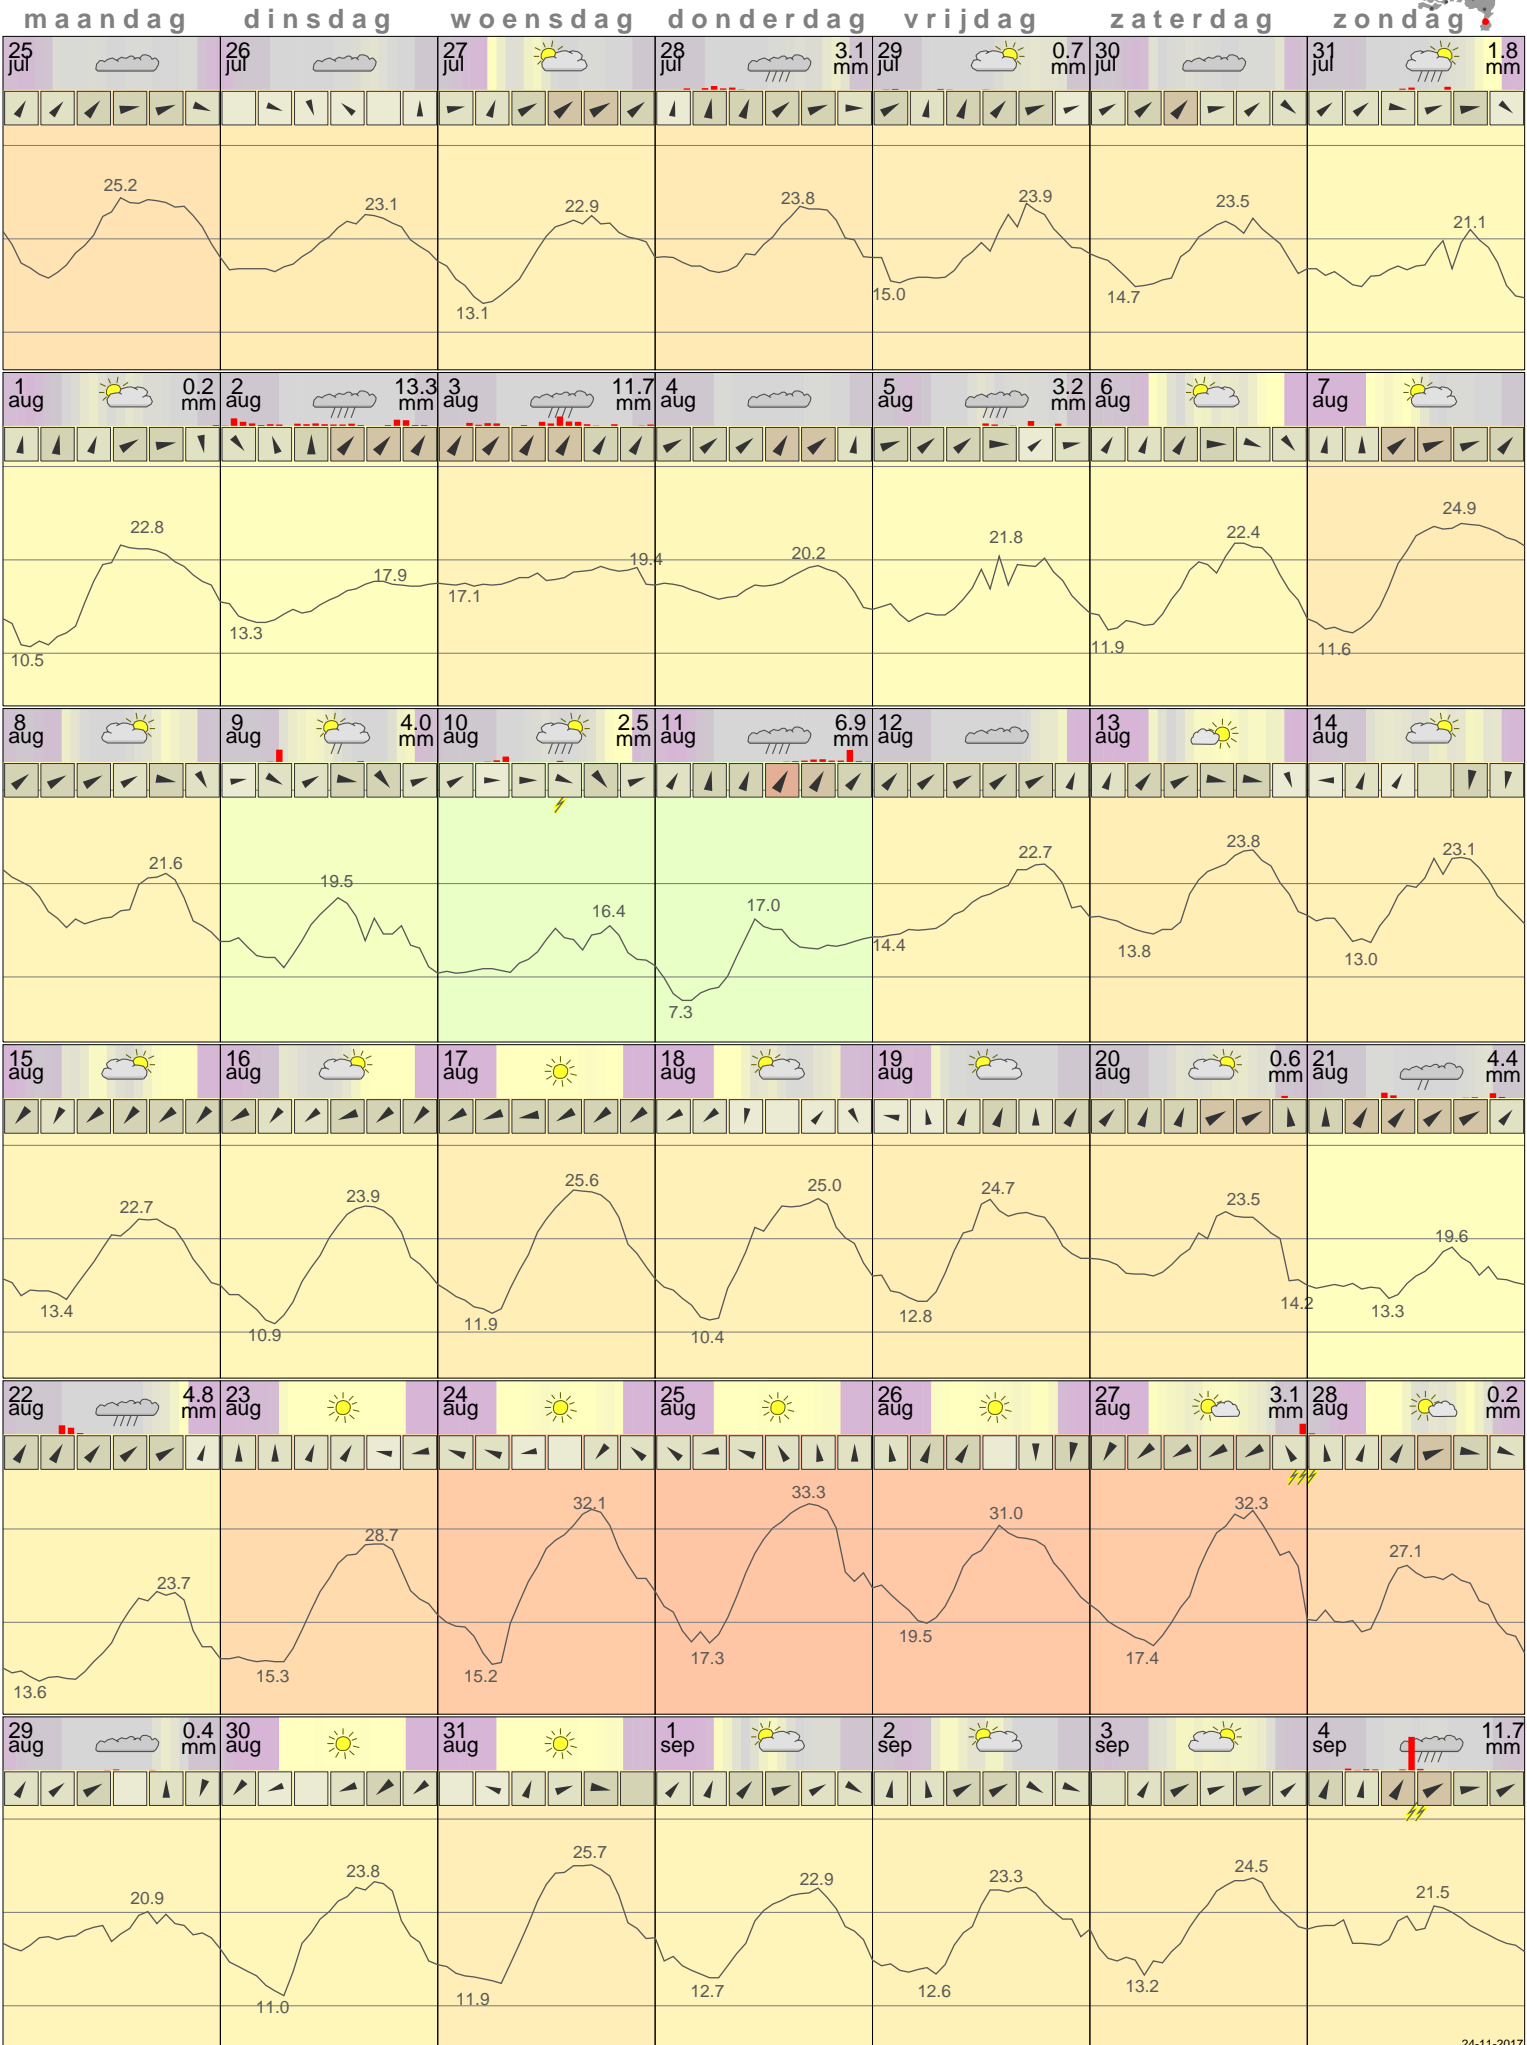 maandag dinsdag woensdag donderdag vrijdag zaterdag zondag
25 jul
26 jul
27 jul
28 jul 3.1 mm
29 jul 0.7 mm
30 jul
31 jul 1.8 mm
25.2
23.1
22.9
13.1
23.8
23.9
15.0
23.5
14.7
21.1
1 aug 0.2 mm
2 aug 13.3 mm
3 aug 11.7 mm
4 aug
5 aug 3.2 mm
6 aug
7 aug
22.8
10.5
17.9
13.3
19.4
17.1
20.2
21.8
22.4
11.9
24.9
11.6
8 aug
9 aug 4.0 mm
10 aug 2.5 mm
11 aug 6.9 mm
12 aug
13 aug
14 aug
21.6
19.5
16.4
17.0
7.3
22.7
14.4
23.8
13.8
23.1
13.0
15 aug
16 aug
17 aug
18 aug
19 aug
20 aug 0.6 mm
21 aug 4.4 mm
22.7
13.4
23.9
10.9
25.6
11.9
25.0
10.4
24.7
12.8
23.5
14.2
19.6
13.3
22 aug 4.8 mm
23 aug
24 aug
25 aug
26 aug
27 aug 3.1 mm
28 aug 0.2 mm
23.7
13.6
28.7
15.3
32.1
15.2
33.3
17.3
31.0
19.5
32.3
17.4
27.1
29 aug 0.4 mm
30 aug
31 aug
1 sep
2 sep
3 sep
4 sep 11.7 mm
20.9
23.8
11.0
25.7
11.9
22.9
12.7
23.3
12.6
24.5
13.2
21.5
24-11-2017